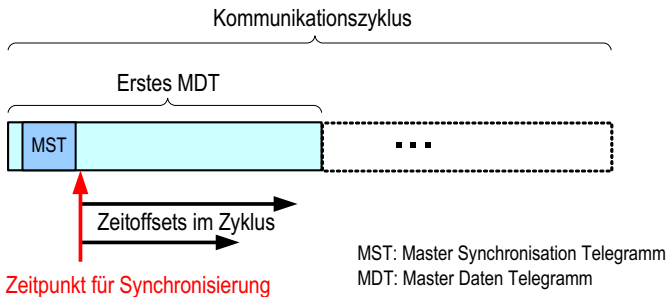 Kommunikationszyklus
Erstes MDT
MST
...
Zeitoffsets im Zyklus
MST: Master Synchronisation Telegramm
MDT: Master Daten Telegramm
Zeitpunkt für Synchronisierung